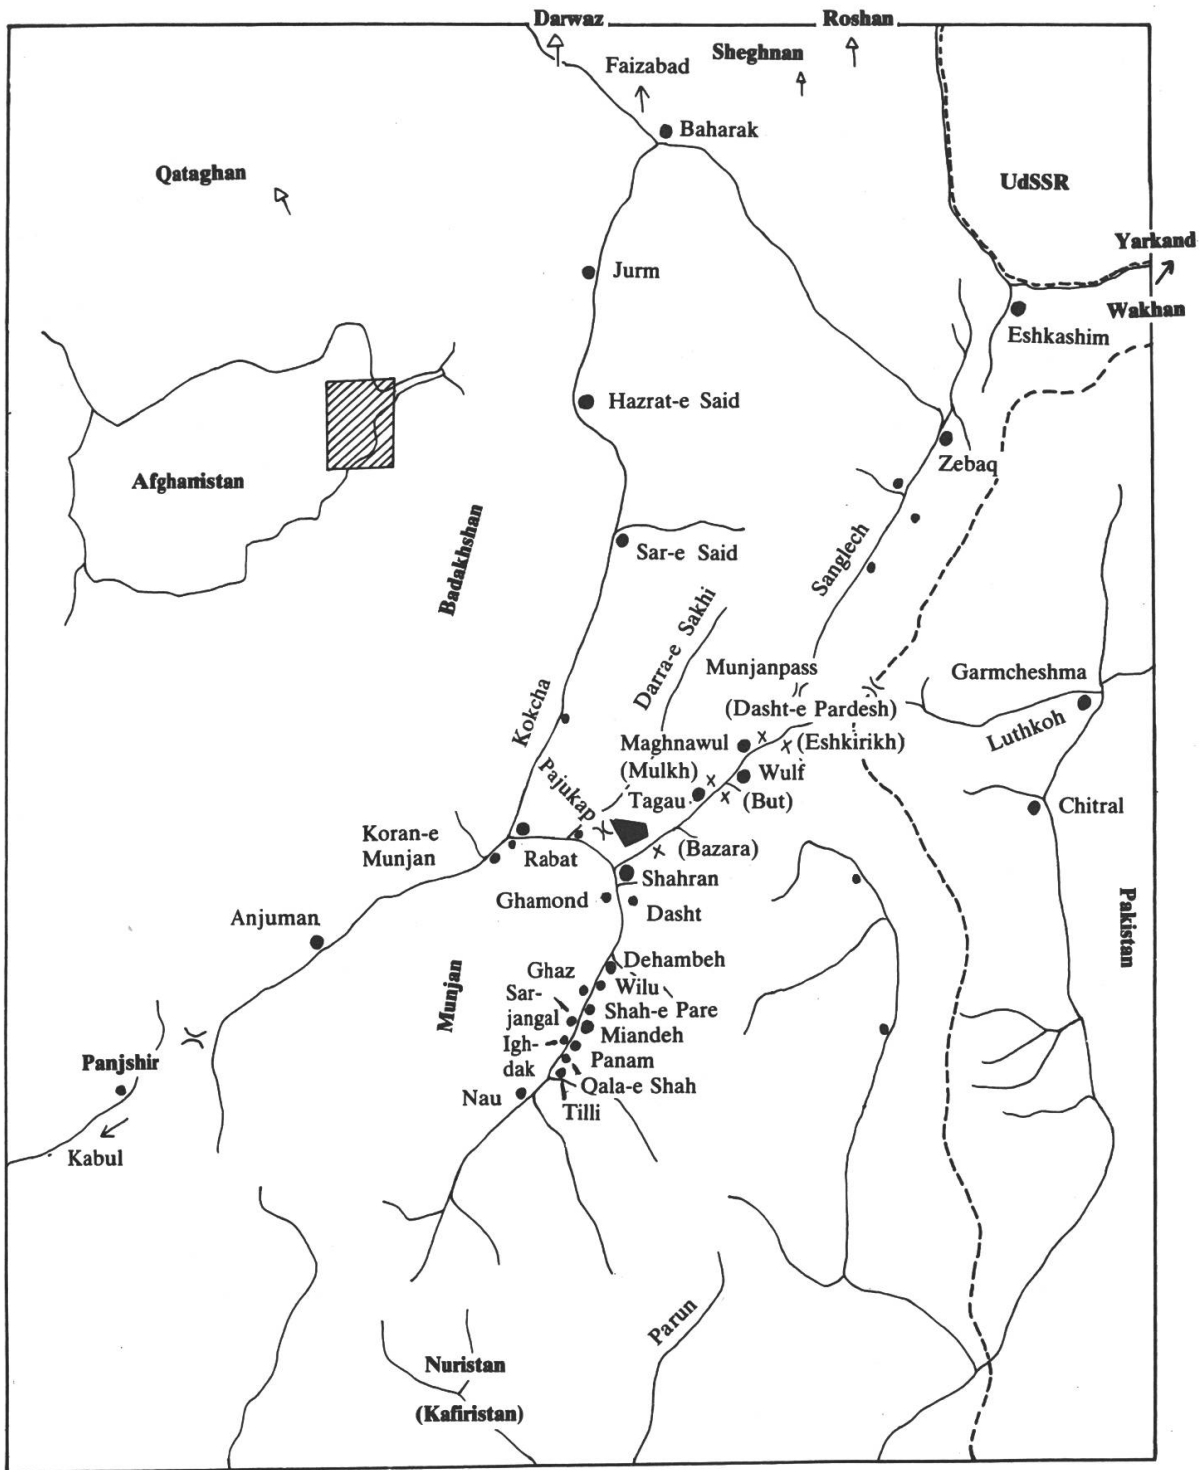 Darwaz
Roshan
Sheghnan
Faizabad
Baharak
Qataghan
UdSSR
Yarkand
Jurm
Wakhan
Eshkashim
Hazrat-e Said
Zebaq
Afghanistan
Badakhshan
Sar-e Said
Sanglech
Darra-e Sakhi
Munjanpass
Garmcheshma
(Dasht-e Pardesh)
Kokcha
Luthkoh
Maghnawul
(Eshkirikh)
(Mulkh)
Wulf
Pajukap
Tagau
(But)
Chitral
Koran-e
Munjan
Rabat
(Bazara)
Shahran
Ghamond
Dasht
Pakistan
Anjuman
Dehambeh
Ghaz
Wilu
Munjan
Sar-
jangal
Shah-e Pare
Miandeh
Igh-
dak
Panam
Panjshir
Qala-e Shah
Nau
Tilli
Kabul
Parun
Nuristan
(Kafiristan)